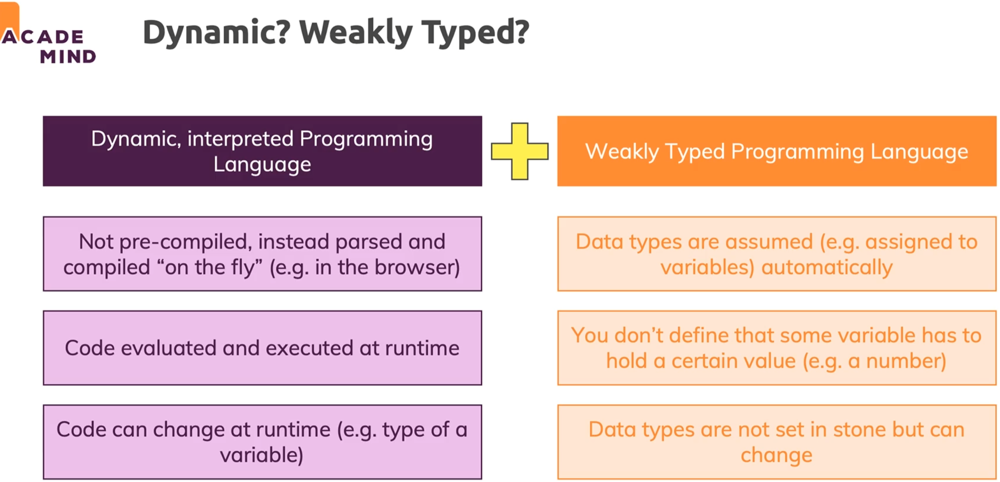 ACADE
MIND
Dynamic? Weakly Typed?
Dynamic, interpreted Programming
Language
Weakly Typed Programming Language
Not pre-compiled, instead parsed and
compiled “on the fly” (e.g. in the browser)
Data types are assumed (e.g. assigned to
variables) automatically
Code evaluated and executed at runtime
You don’t define that some variable has to
hold a certain value (e.g. a number)
Code can change at runtime (e.g. type of a
variable)
Data types are not set in stone but can
change